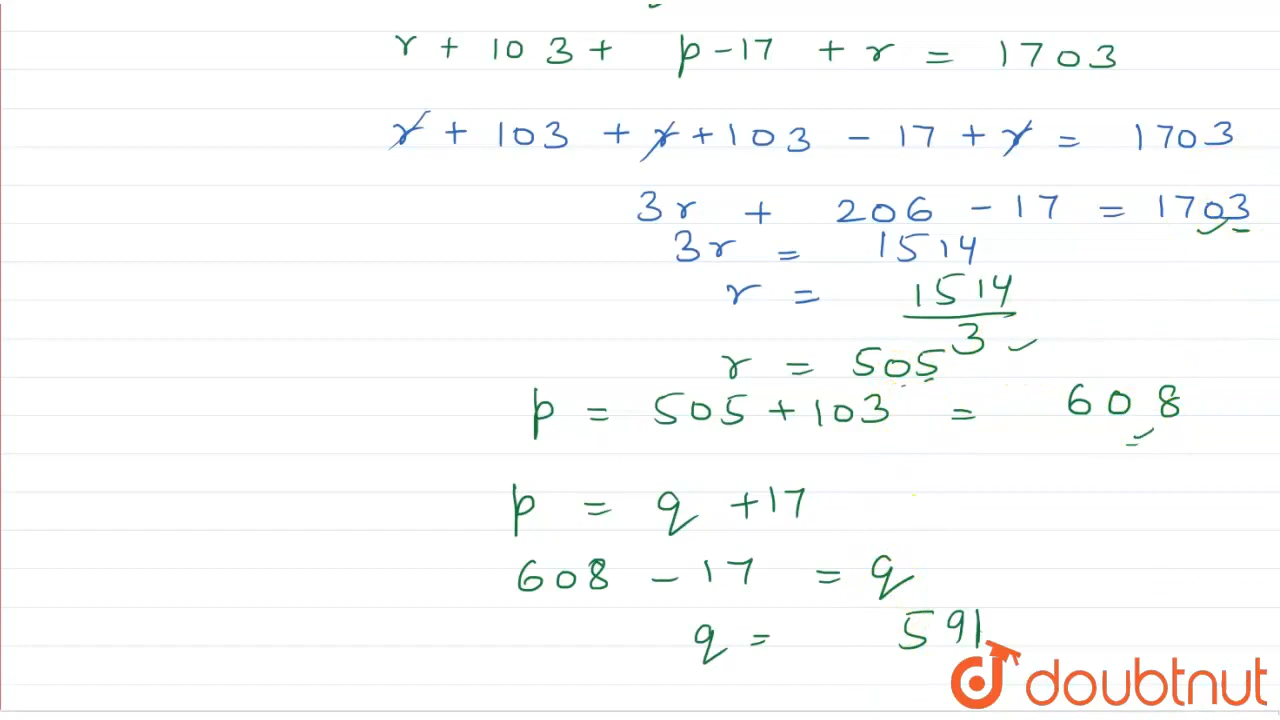 r + 103 + p - 17 + r = 1703
r + 103 + r + 103 - 17 + r = 1703
3r + 206 - 17 = 1703
3r = 1514
r = 1514
3
r = 505
p = 505 + 103 = 608
p = q + 17
608 - 17 = q
q = 591
doubtnut